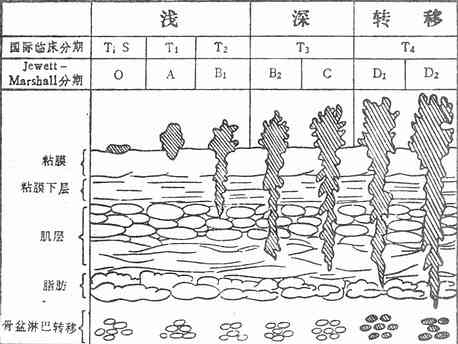 浅 深 转移
国际临床分期 TiS T₁ T₂ T₃ T₄
Jewett-
Marshall分期 O A B₁ B₂ C D₁ D₂
粘膜
粘膜下层
肌层
脂肪
骨盆淋巴转移